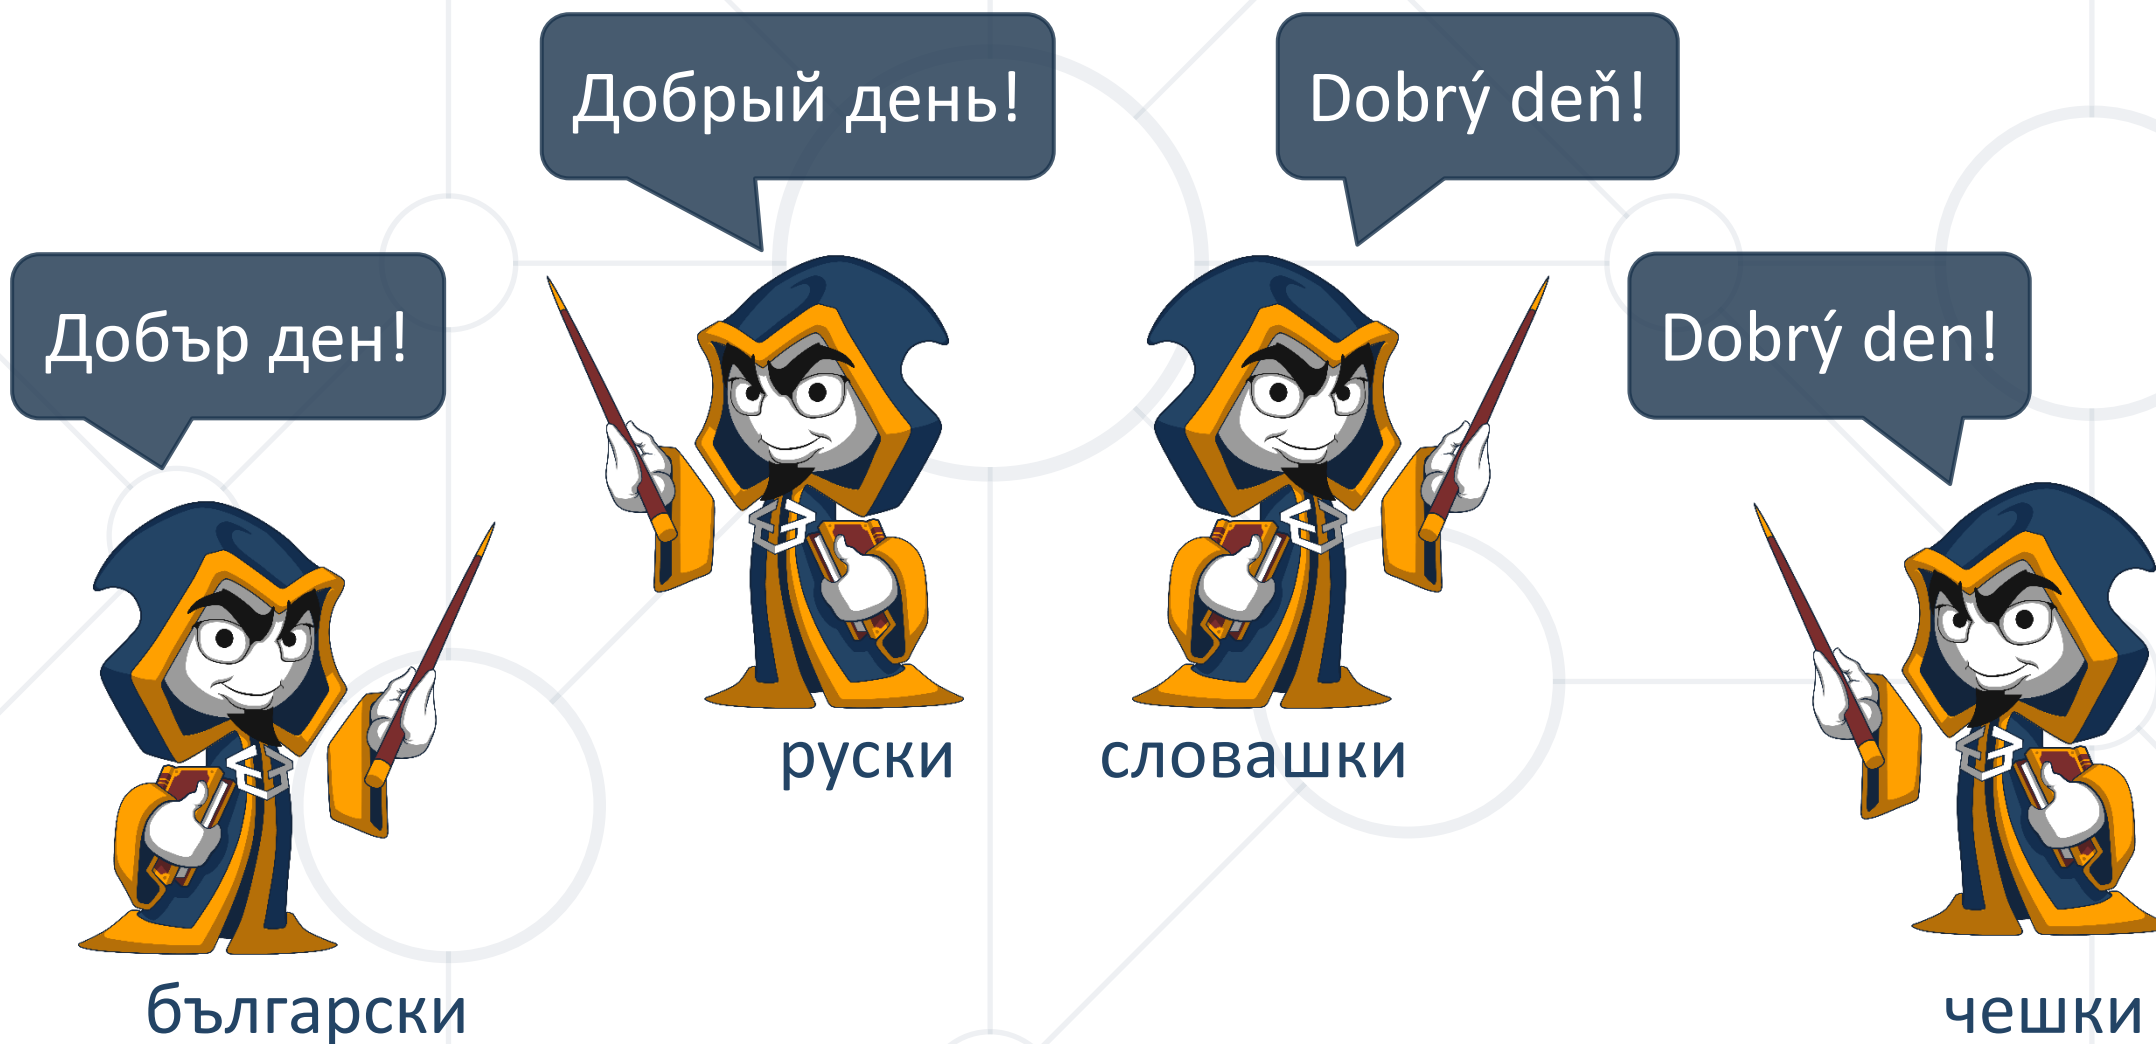 Добър ден!
Добрый день!
Dobrý deň!
Dobrý den!
български
руски
словашки
чешки